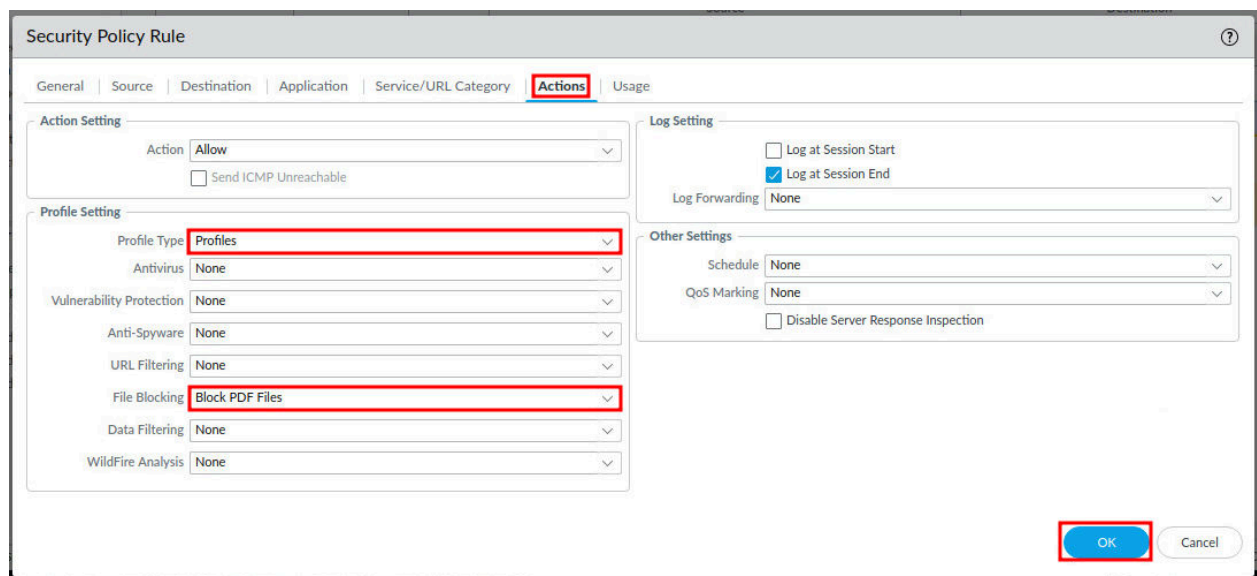 Security Policy Rule
General | Source | Destination | Application | Service/URL Category | Actions | Usage
Action Setting
Action Allow
Send ICMP Unreachable
Profile Setting
Profile Type Profiles
Antivirus None
Vulnerability Protection None
Anti-Spyware None
URL Filtering None
File Blocking Block PDF Files
Data Filtering None
WildFire Analysis None
Log Setting
Log at Session Start
Log at Session End
Log Forwarding None
Other Settings
Schedule None
QoS Marking None
Disable Server Response Inspection
OK Cancel